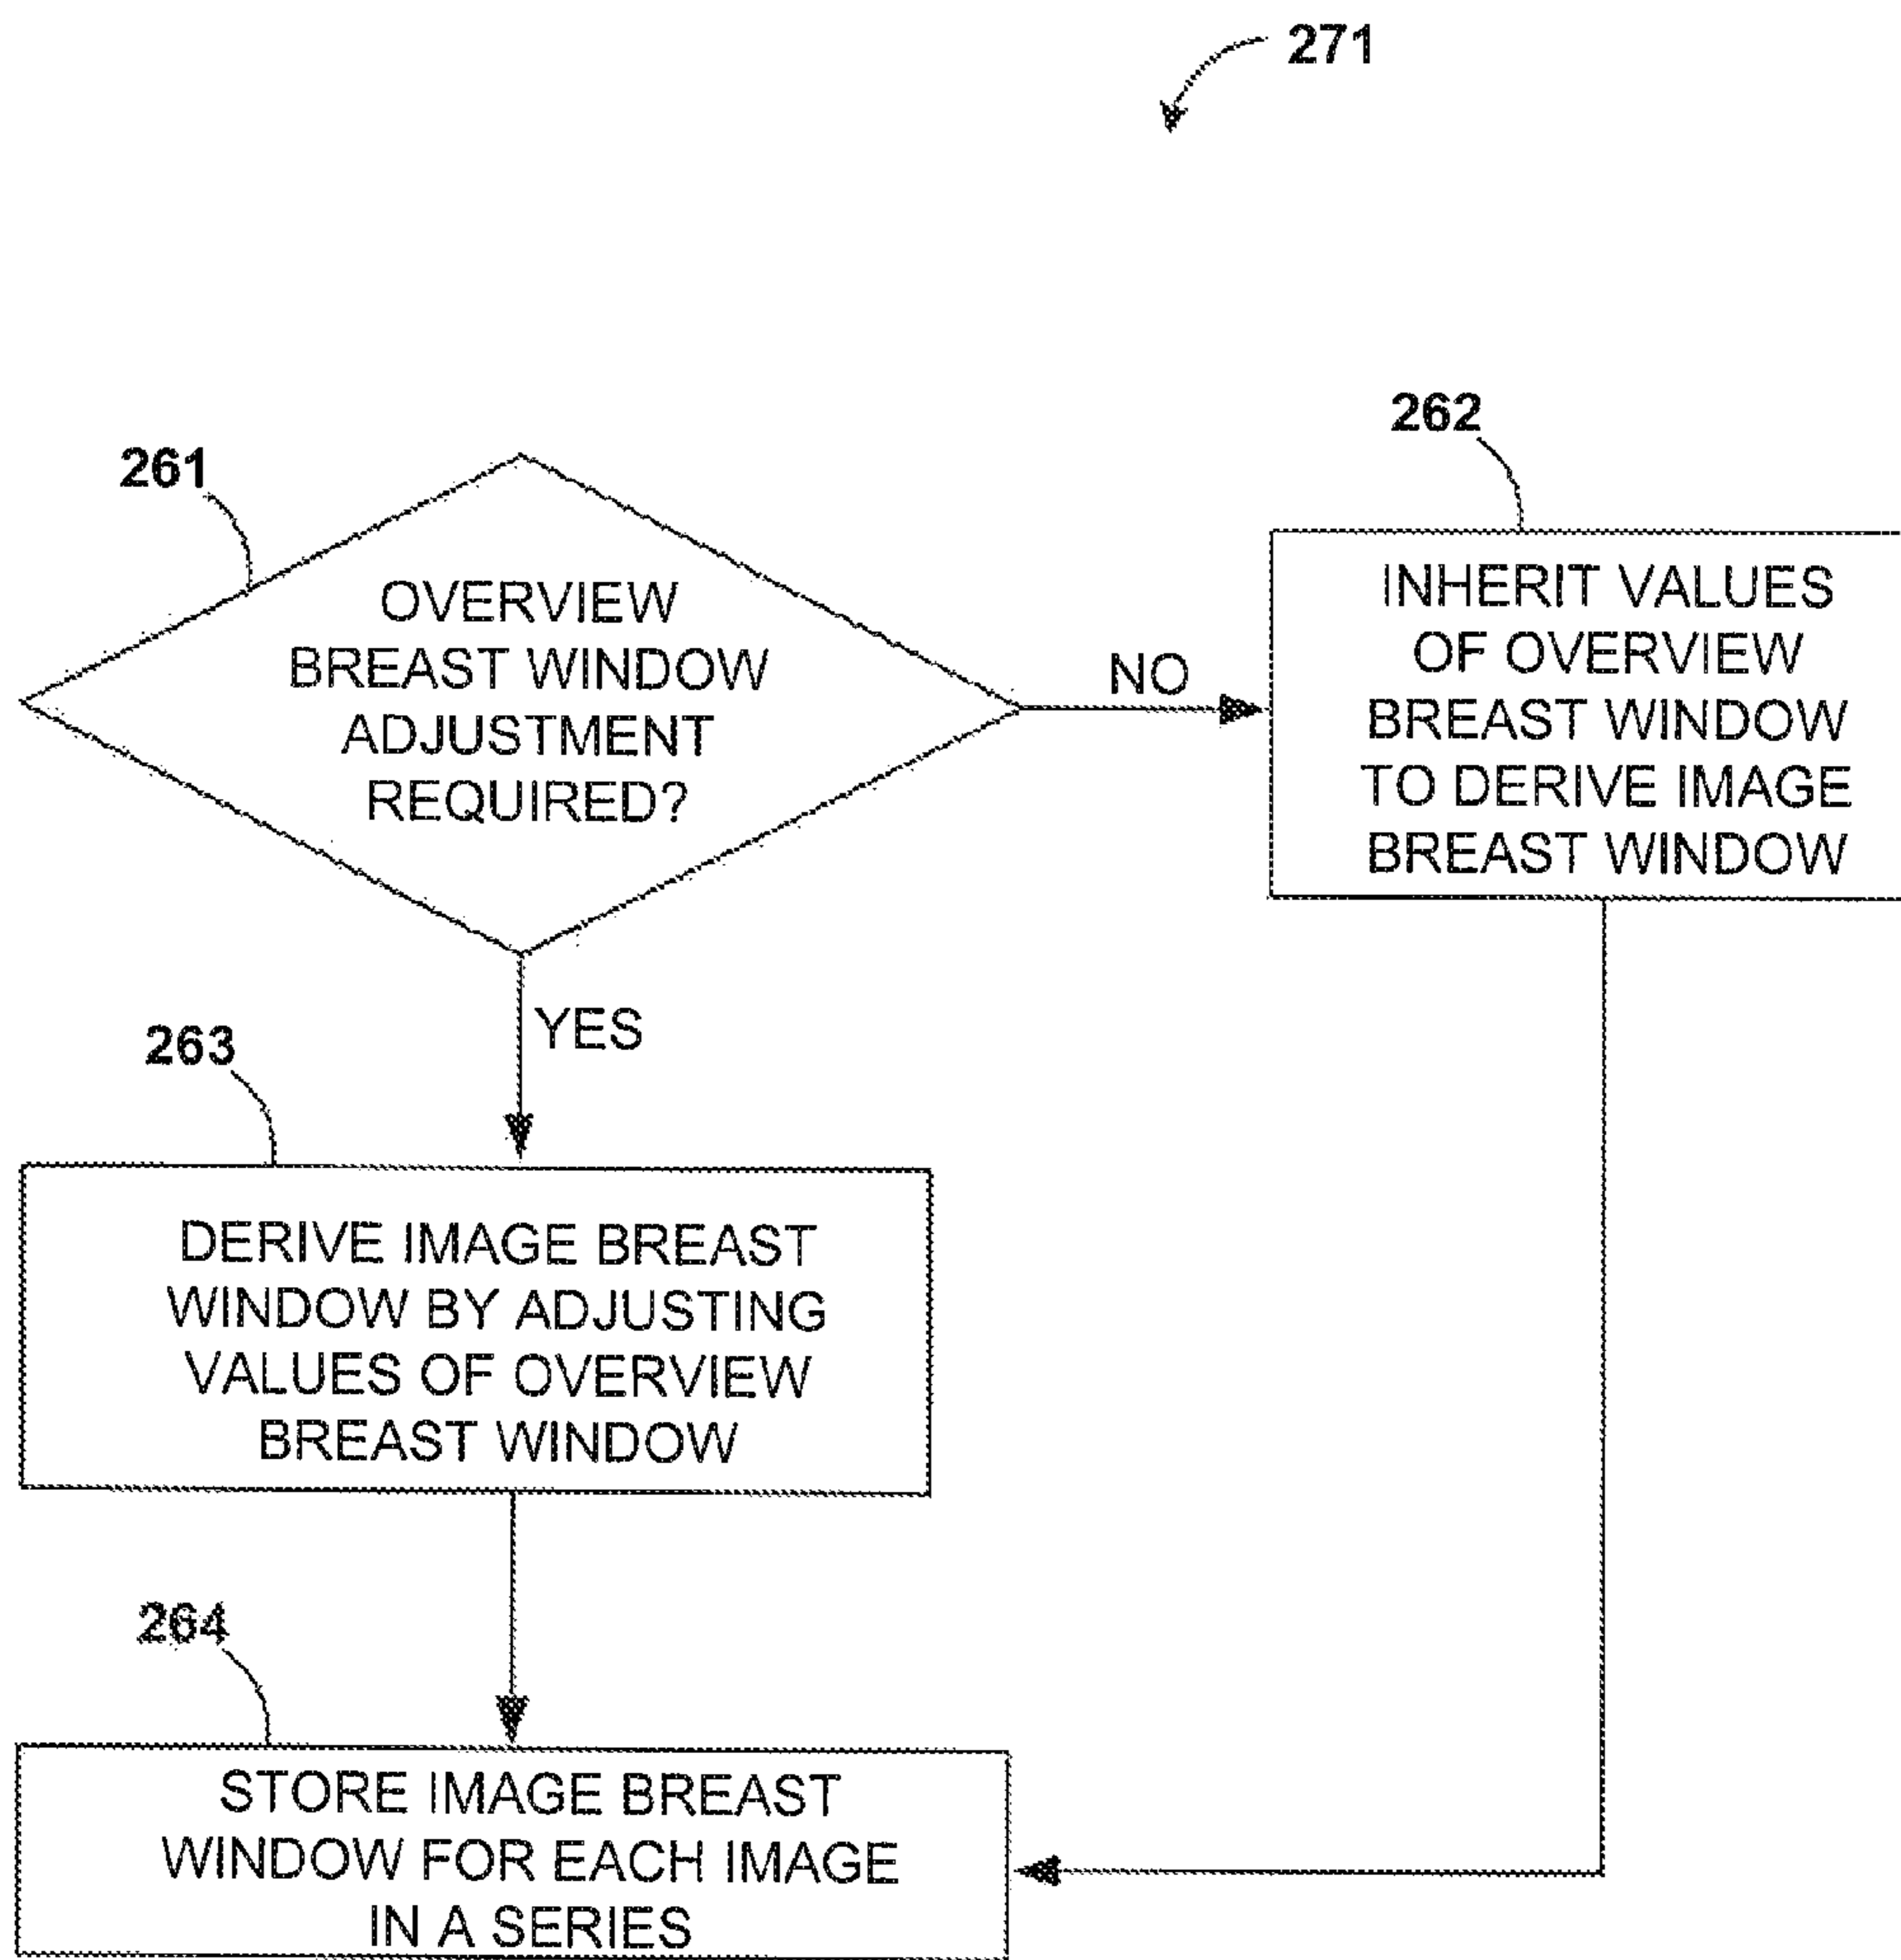 271
261
OVERVIEW
BREAST WINDOW
ADJUSTMENT
REQUIRED?
NO
262
INHERIT VALUES
OF OVERVIEW
BREAST WINDOW
TO DERIVE IMAGE
BREAST WINDOW
YES
263
DERIVE IMAGE BREAST
WINDOW BY ADJUSTING
VALUES OF OVERVIEW
BREAST WINDOW
264
STORE IMAGE BREAST
WINDOW FOR EACH IMAGE
IN A SERIES